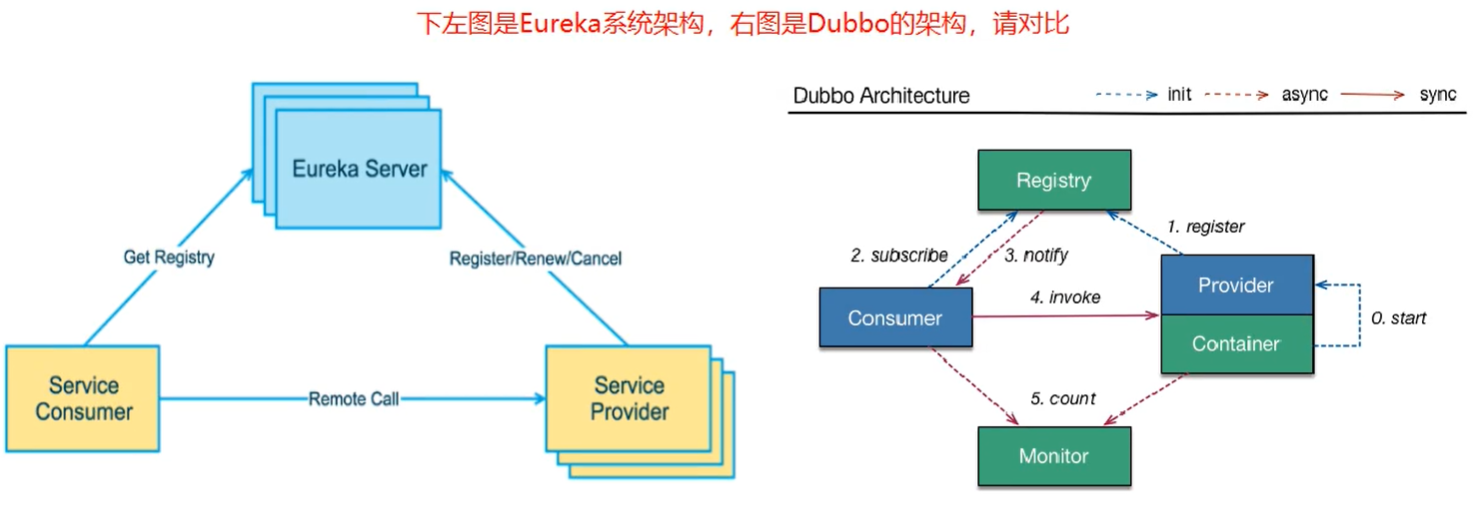 下左图是Eureka系统架构，右图是Dubbo的架构，请对比
Eureka Server
Get Registry
Register/Renew/Cancel
Service
Consumer
Remote Call
Service
Provider
Dubbo Architecture
init
async
sync
Registry
1. register
2. subscribe
3. notify
Provider
4. invoke
Consumer
0. start
Container
5. count
Monitor